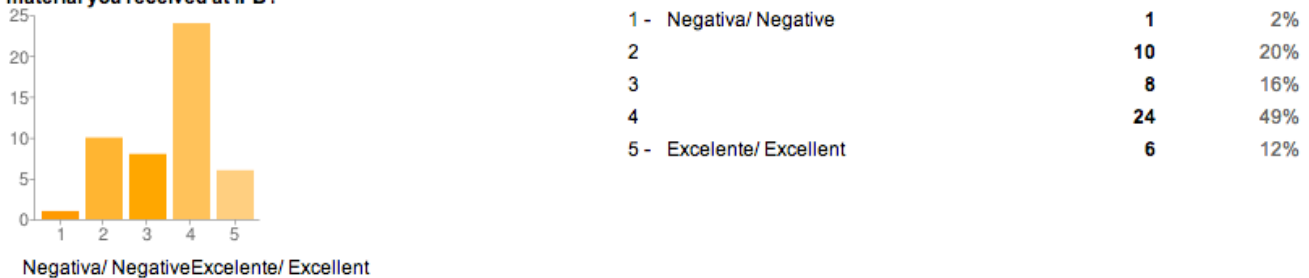 material you received at IPB?
25
20
15
10
5
0
1 2 3 4 5
Negativa/ NegativeExcelente/ Excellent
1 - Negativa/ Negative 1 2%
2 10 20%
3 8 16%
4 24 49%
5 - Excelente/ Excellent 6 12%